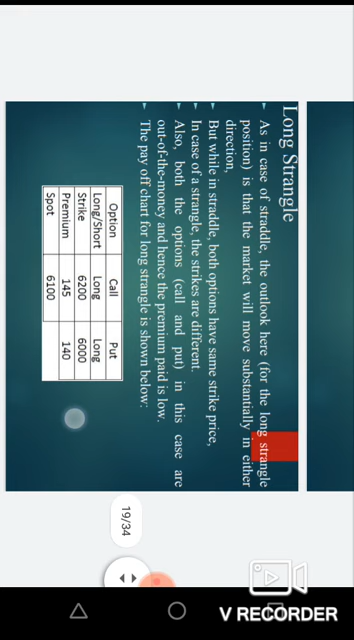 Long Strangle
As in case of straddle, the outlook here (for the long strangle
position) is that the market will move substantially in either
direction,
But while in straddle, both options have same strike price,
In case of a strangle, the strikes are different.
Also, both the options (call and put) in this case are
out-of-the-money and hence the premium paid is low.
The pay off chart for long strangle is shown below:
Option Call Put
Long/Short Long Long
Strike 6200 6000
Premium 145 140
Spot 6100
19/34
V RECORDER